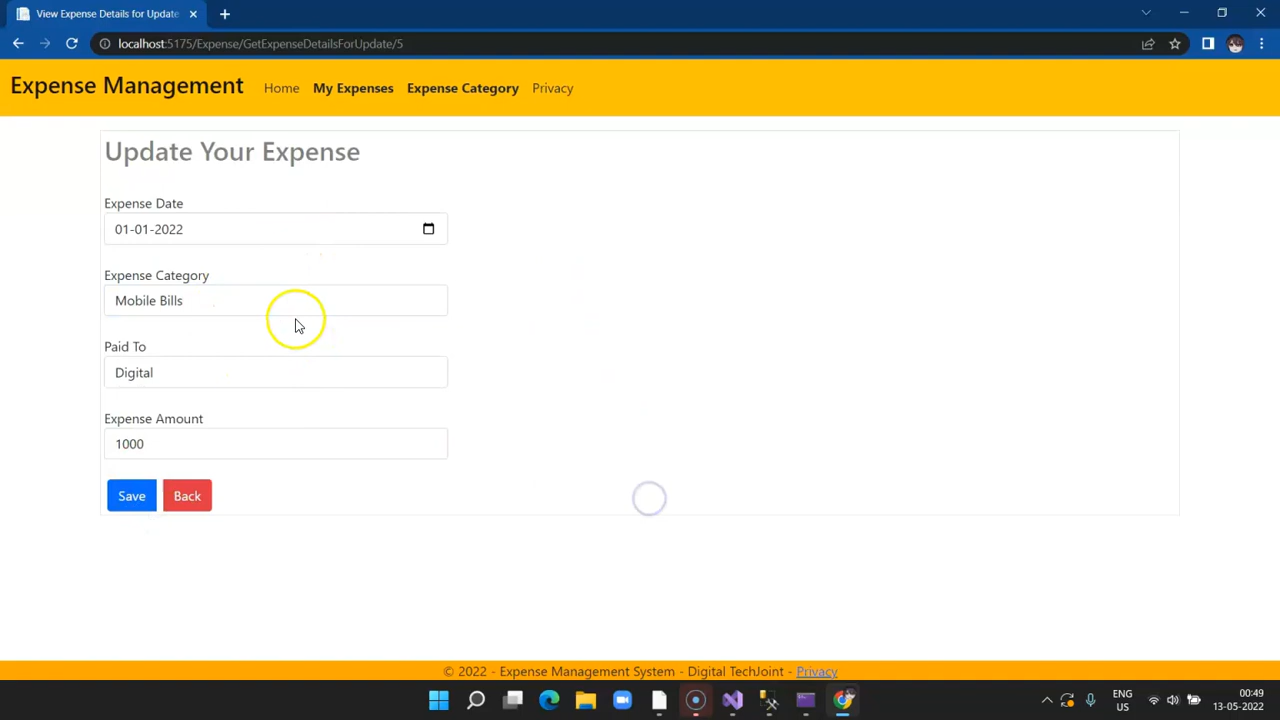 View Expense Details for Update
localhost:5175/Expense/GetExpenseDetailsForUpdate/5
Expense Management Home My Expenses Expense Category Privacy
Update Your Expense
Expense Date
01-01-2022
Expense Category
Mobile Bills
Paid To
Digital
Expense Amount
1000
Save Back
© 2022 - Expense Management System - Digital TechJoint - Privacy
ENG 00:49
US 13-05-2022